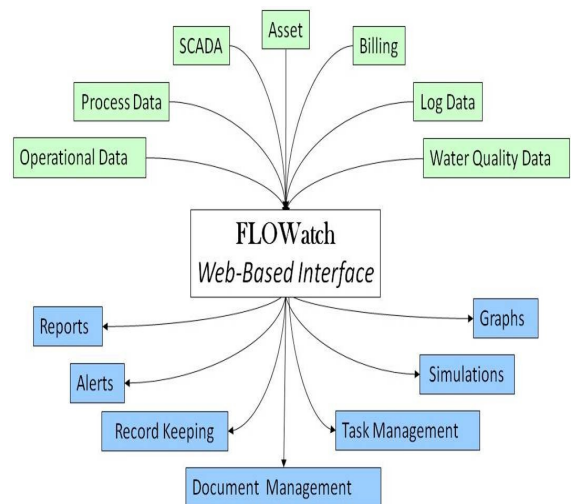 Asset
SCADA
Billing
Process Data
Log Data
Operational Data
Water Quality Data
FLOWatch
Web-Based Interface
Reports
Graphs
Alerts
Simulations
Record Keeping
Task Management
Document Management